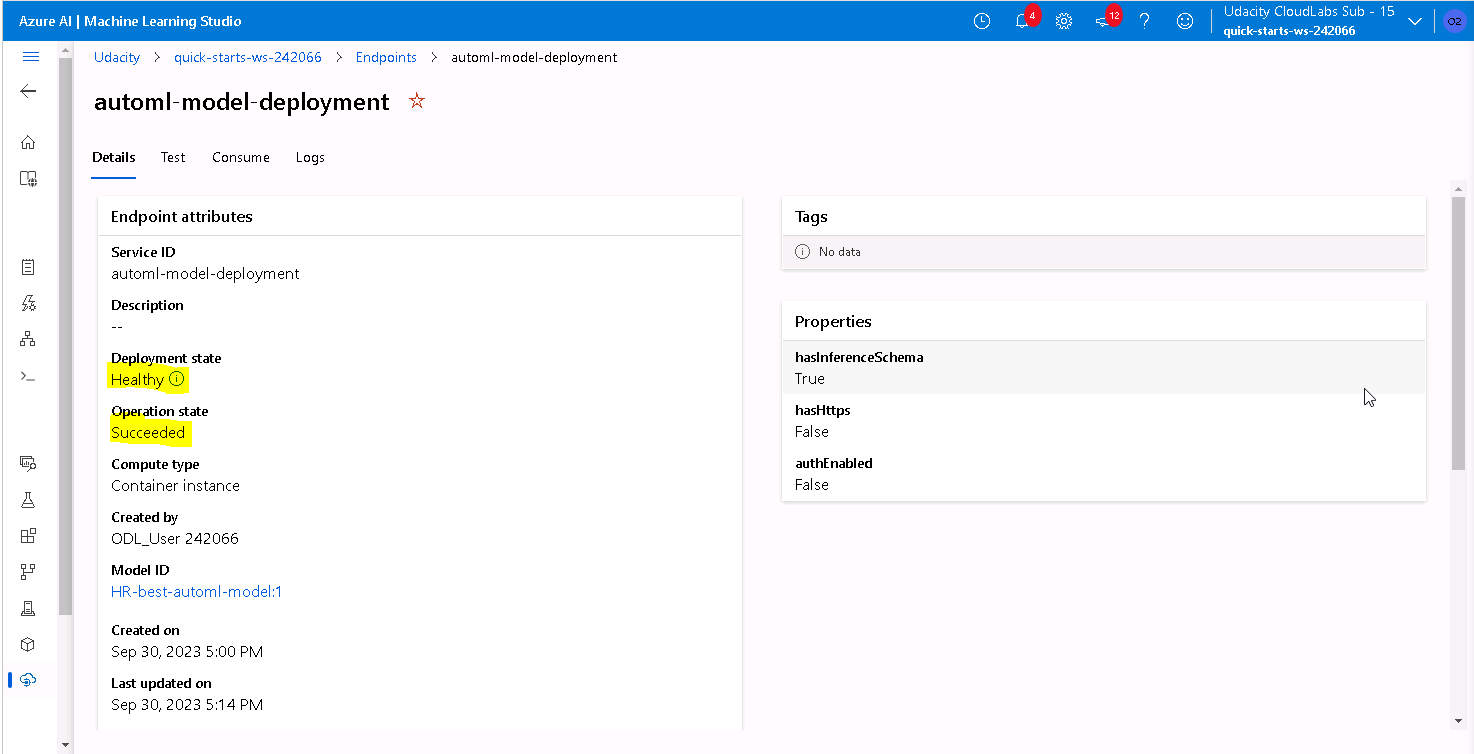 Azure AI | Machine Learning Studio
4
12
Udacity CloudLabs Sub - 15
quick-starts-ws-242066
O2
Udacity > quick-starts-ws-242066 > Endpoints > automl-model-deployment
automl-model-deployment
Details Test Consume Logs
Endpoint attributes
Service ID
automl-model-deployment
Description
--
Deployment state
Healthy
Operation state
Succeeded
Compute type
Container instance
Created by
ODL_User 242066
Model ID
HR-best-automl-model:1
Created on
Sep 30, 2023 5:00 PM
Last updated on
Sep 30, 2023 5:14 PM
Tags
No data
Properties
hasInferenceSchema
True
hasHttps
False
authEnabled
False